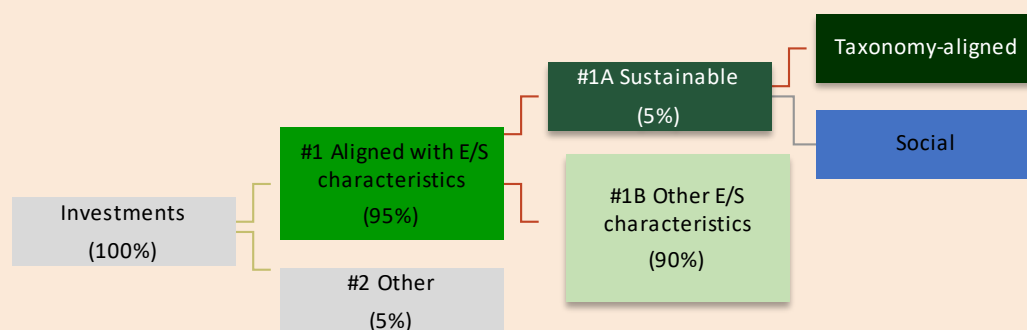 Taxonomy-aligned
#1A Sustainable
(5%)
Social
#1 Aligned with E/S
characteristics
(95%)
#1B Other E/S
characteristics
(90%)
Investments
(100%)
#2 Other
(5%)